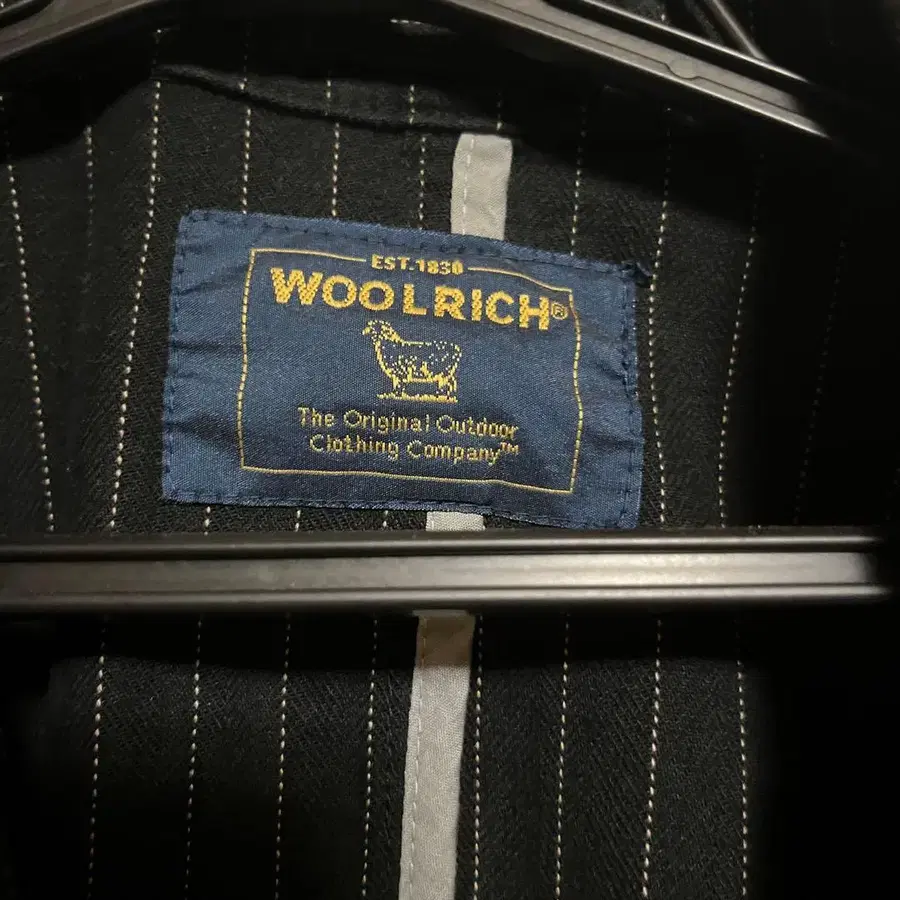 EST.1830
WOOLRICH®
The Original Outdoor
Clothing Company™